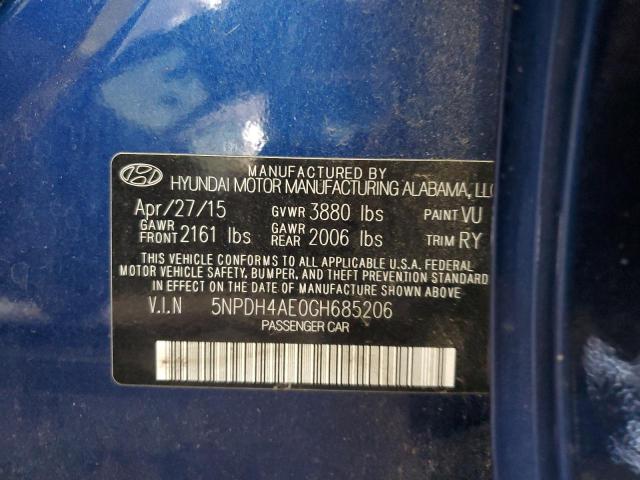 MANUFACTURED BY
HYUNDAI MOTOR MANUFACTURING ALABAMA, LLC
Apr/27/15 GVWR 3880 lbs PAINT VU
GAWR FRONT 2161 lbs GAWR REAR 2006 lbs TRIM RY
THIS VEHICLE CONFORMS TO ALL APPLICABLE U.S.A. FEDERAL
MOTOR VEHICLE SAFETY, BUMPER, AND THEFT PREVENTION STANDARD
IN EFFECT ON THE DATE OF MANUFACTURE SHOWN ABOVE.
V.I.N 5NPDH4AE0GH685206
PASSENGER CAR